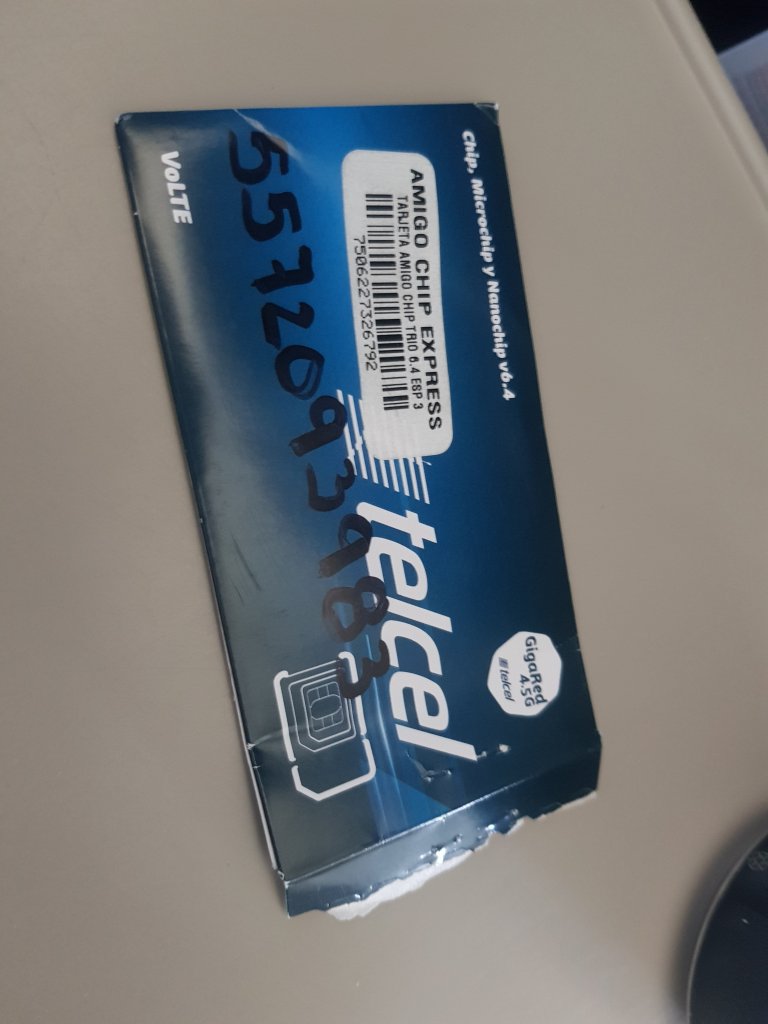 Chip, Microchip y Nanochip v6.4
AMIGO CHIP EXPRESS
TARJETA AMIGO CHIP TRIO 6.4 ESP 3
7506227326792
telcel
GigaRed
4.5G
telcel
5572093983
VoLTE